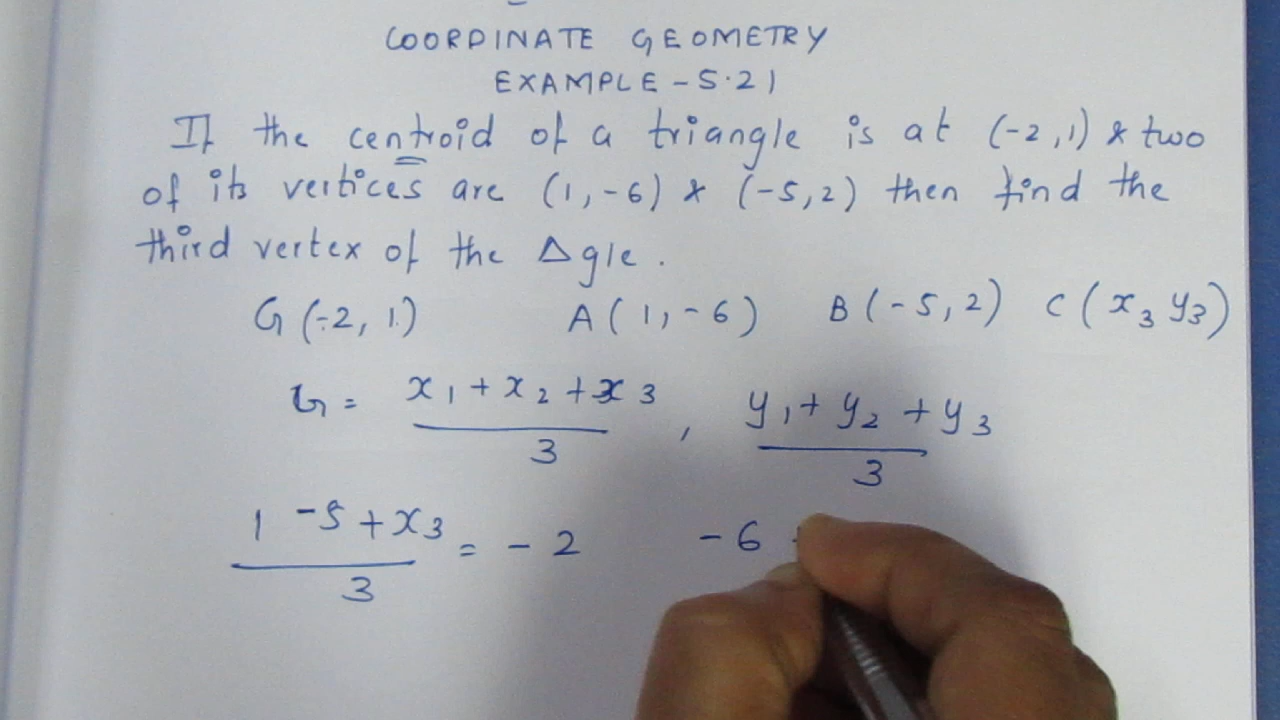 COORDINATE GEOMETRY
EXAMPLE - 5.21
If the centroid of a triangle is at (-2,1) & two
of its vertices are (1,-6) & (-5,2) then find the
third vertex of the Δgle.
G(-2, 1) A(1,-6) B(-5,2) C(x₃ y₃)
G = x₁ + x₂ + x₃ / 3 , y₁ + y₂ + y₃ / 3
1 -5 + x₃ / 3 = -2 -6